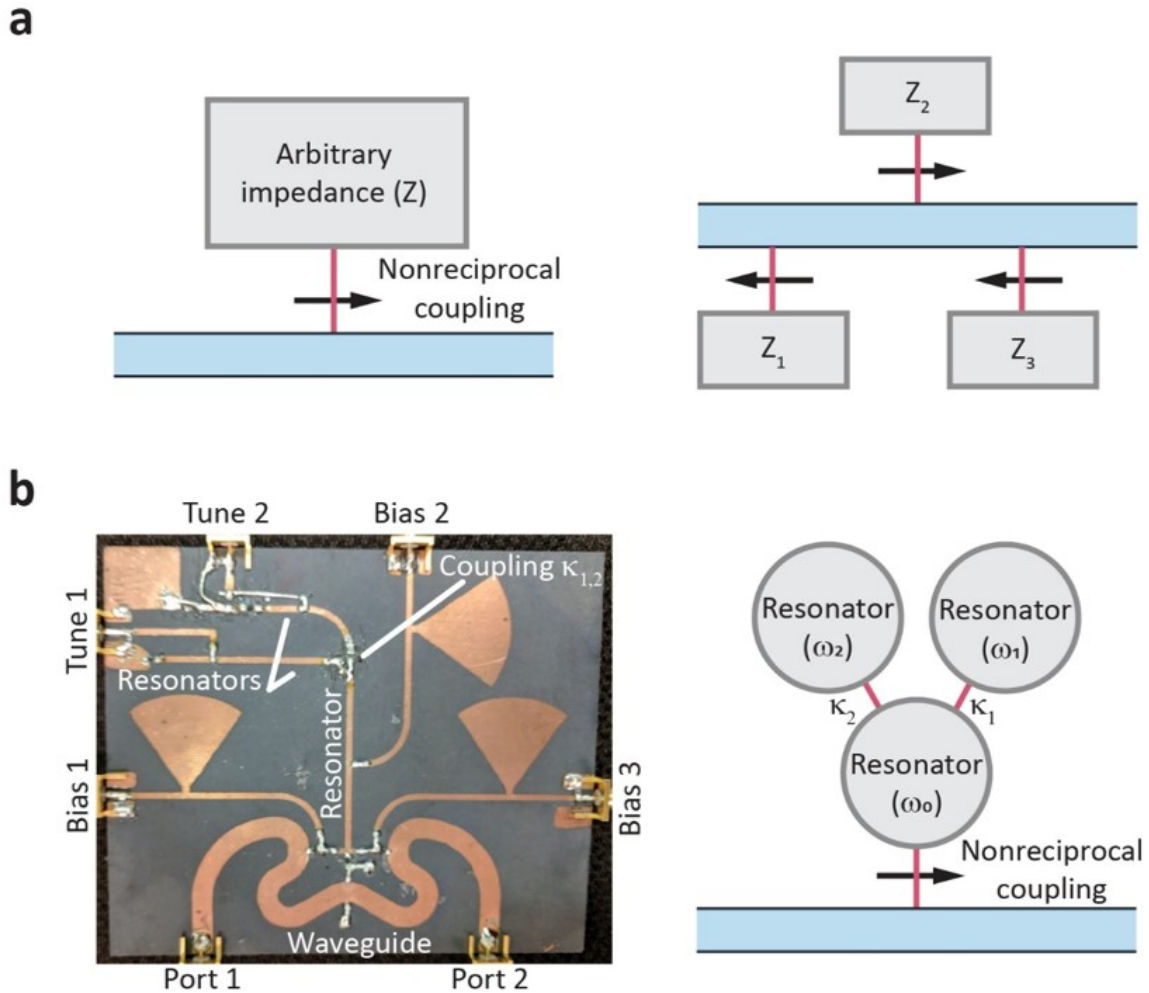 a
Arbitrary
impedance (Z)
Nonreciprocal
coupling
Z₂
Z₁
Z₃
b
Tune 2
Bias 2
Tune 1
Coupling κ₁,₂
Resonators
Resonator
Bias 1
Bias 3
Waveguide
Port 1
Port 2
Resonator
(ω₂)
Resonator
(ω₁)
κ₂
κ₁
Resonator
(ω₀)
Nonreciprocal
coupling